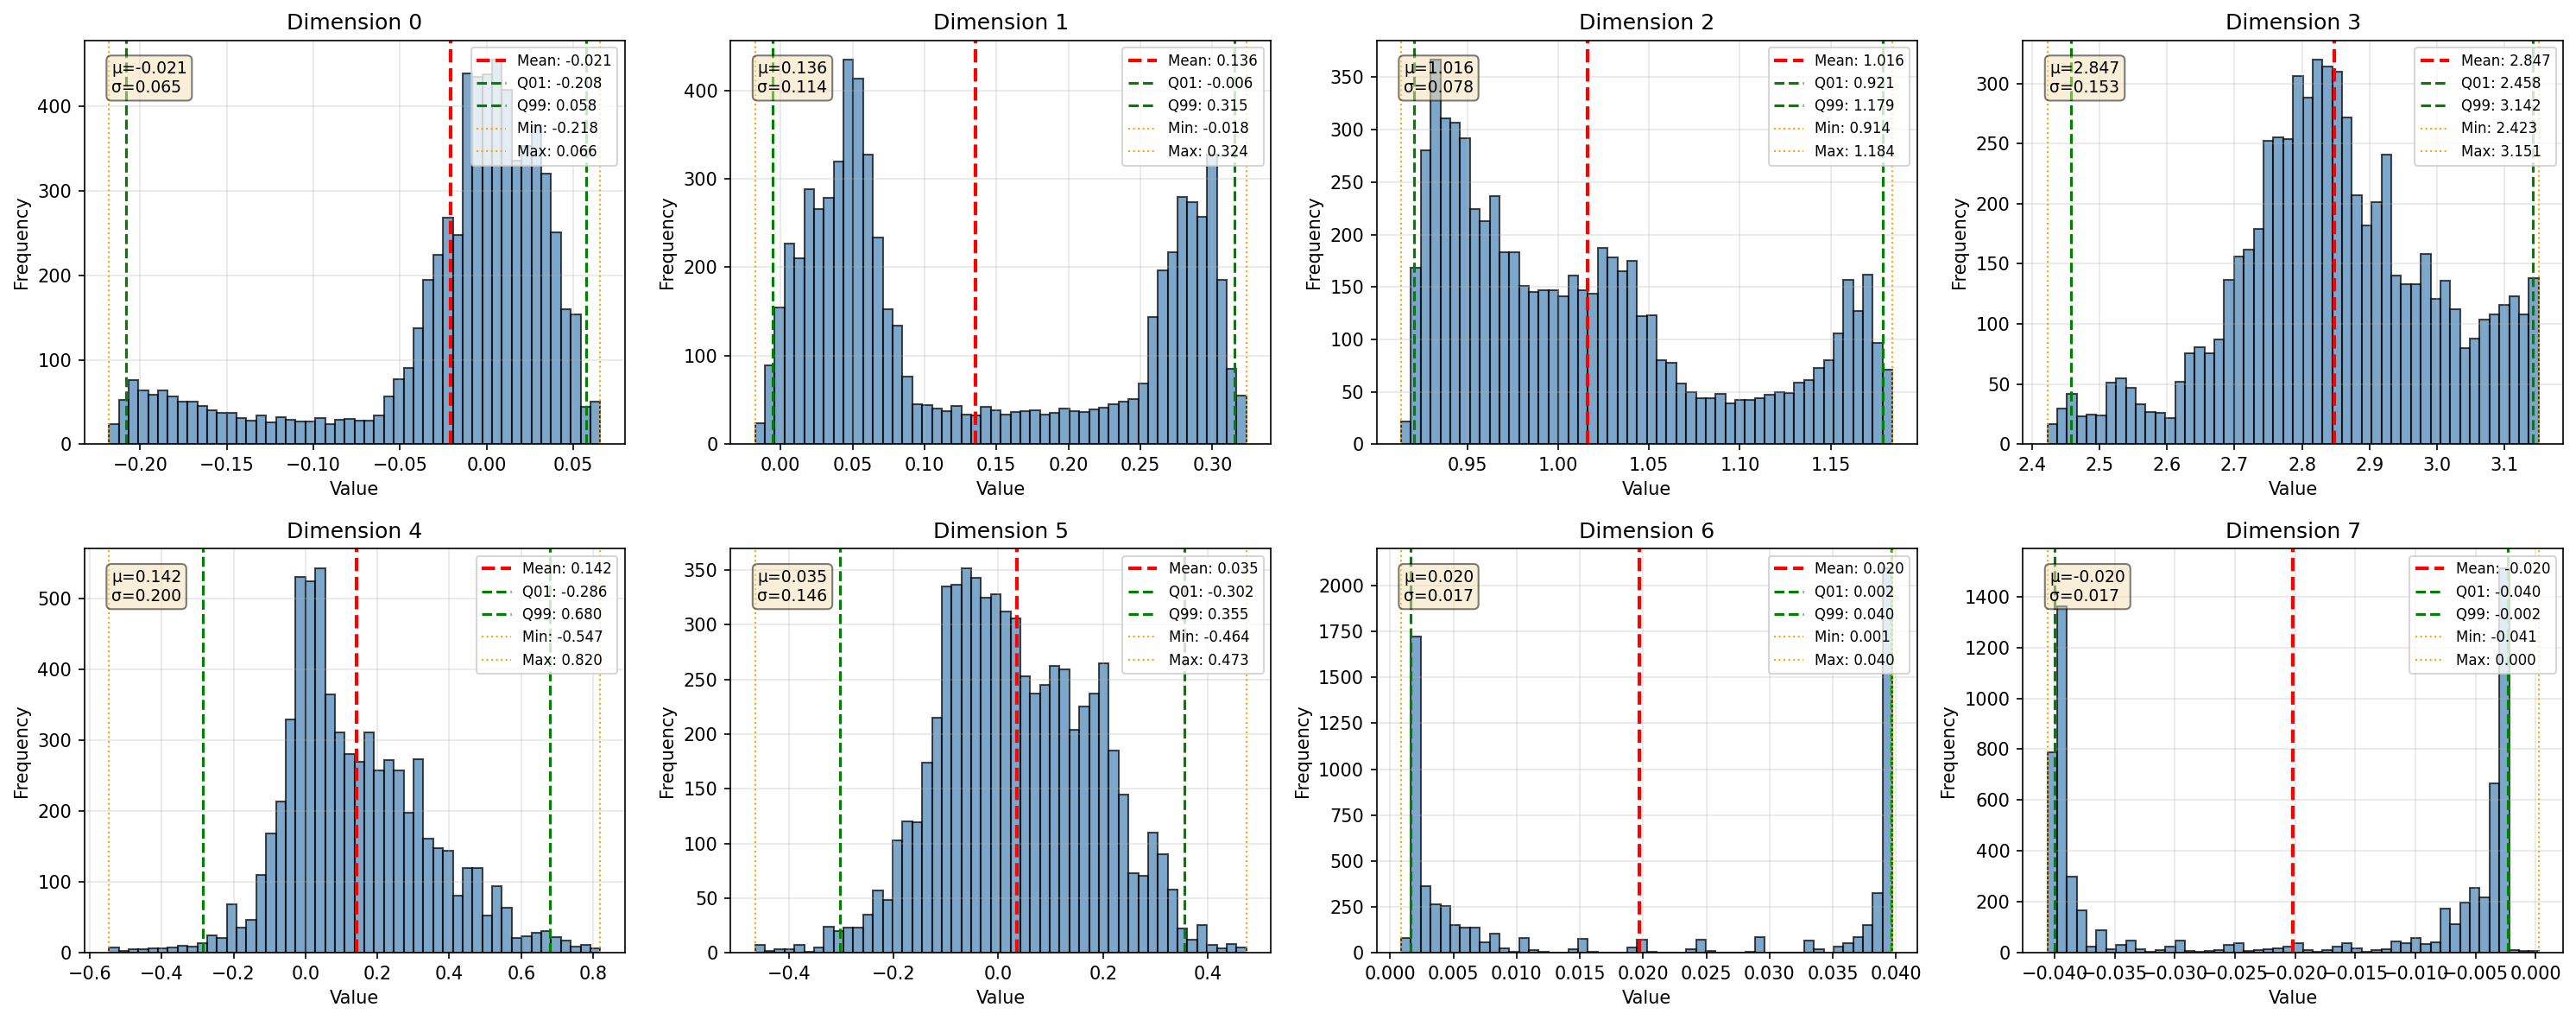 Dimension 0
μ=-0.021
σ=0.065
Mean: -0.021
Q01: -0.208
Q99: 0.058
Min: -0.218
Max: 0.066
Frequency
400
300
200
100
0
−0.20 −0.15 −0.10 −0.05 0.00 0.05
Value
Dimension 1
μ=0.136
σ=0.114
Mean: 0.136
Q01: -0.006
Q99: 0.315
Min: -0.018
Max: 0.324
Frequency
400
300
200
100
0
0.00 0.05 0.10 0.15 0.20 0.25 0.30
Value
Dimension 2
μ=1.016
σ=0.078
Mean: 1.016
Q01: 0.921
Q99: 1.179
Min: 0.914
Max: 1.184
Frequency
350
300
250
200
150
100
50
0
0.95 1.00 1.05 1.10 1.15
Value
Dimension 3
μ=2.847
σ=0.153
Mean: 2.847
Q01: 2.458
Q99: 3.142
Min: 2.423
Max: 3.151
Frequency
300
250
200
150
100
50
0
2.4 2.5 2.6 2.7 2.8 2.9 3.0 3.1
Value
Dimension 4
μ=0.142
σ=0.200
Mean: 0.142
Q01: -0.286
Q99: 0.680
Min: -0.547
Max: 0.820
Frequency
500
400
300
200
100
0
−0.6 −0.4 −0.2 0.0 0.2 0.4 0.6 0.8
Value
Dimension 5
μ=0.035
σ=0.146
Mean: 0.035
Q01: -0.302
Q99: 0.355
Min: -0.464
Max: 0.473
Frequency
350
300
250
200
150
100
50
0
−0.4 −0.2 0.0 0.2 0.4
Value
Dimension 6
μ=0.020
σ=0.017
Mean: 0.020
Q01: 0.002
Q99: 0.040
Min: 0.001
Max: 0.040
Frequency
2000
1750
1500
1250
1000
750
500
250
0
0.000 0.005 0.010 0.015 0.020 0.025 0.030 0.035 0.040
Value
Dimension 7
μ=-0.020
σ=0.017
Mean: -0.020
Q01: -0.040
Q99: -0.002
Min: -0.041
Max: 0.000
Frequency
1400
1200
1000
800
600
400
200
0
−0.040 −0.035 −0.030 −0.025 −0.020 −0.015 −0.010 −0.005 0.000
Value